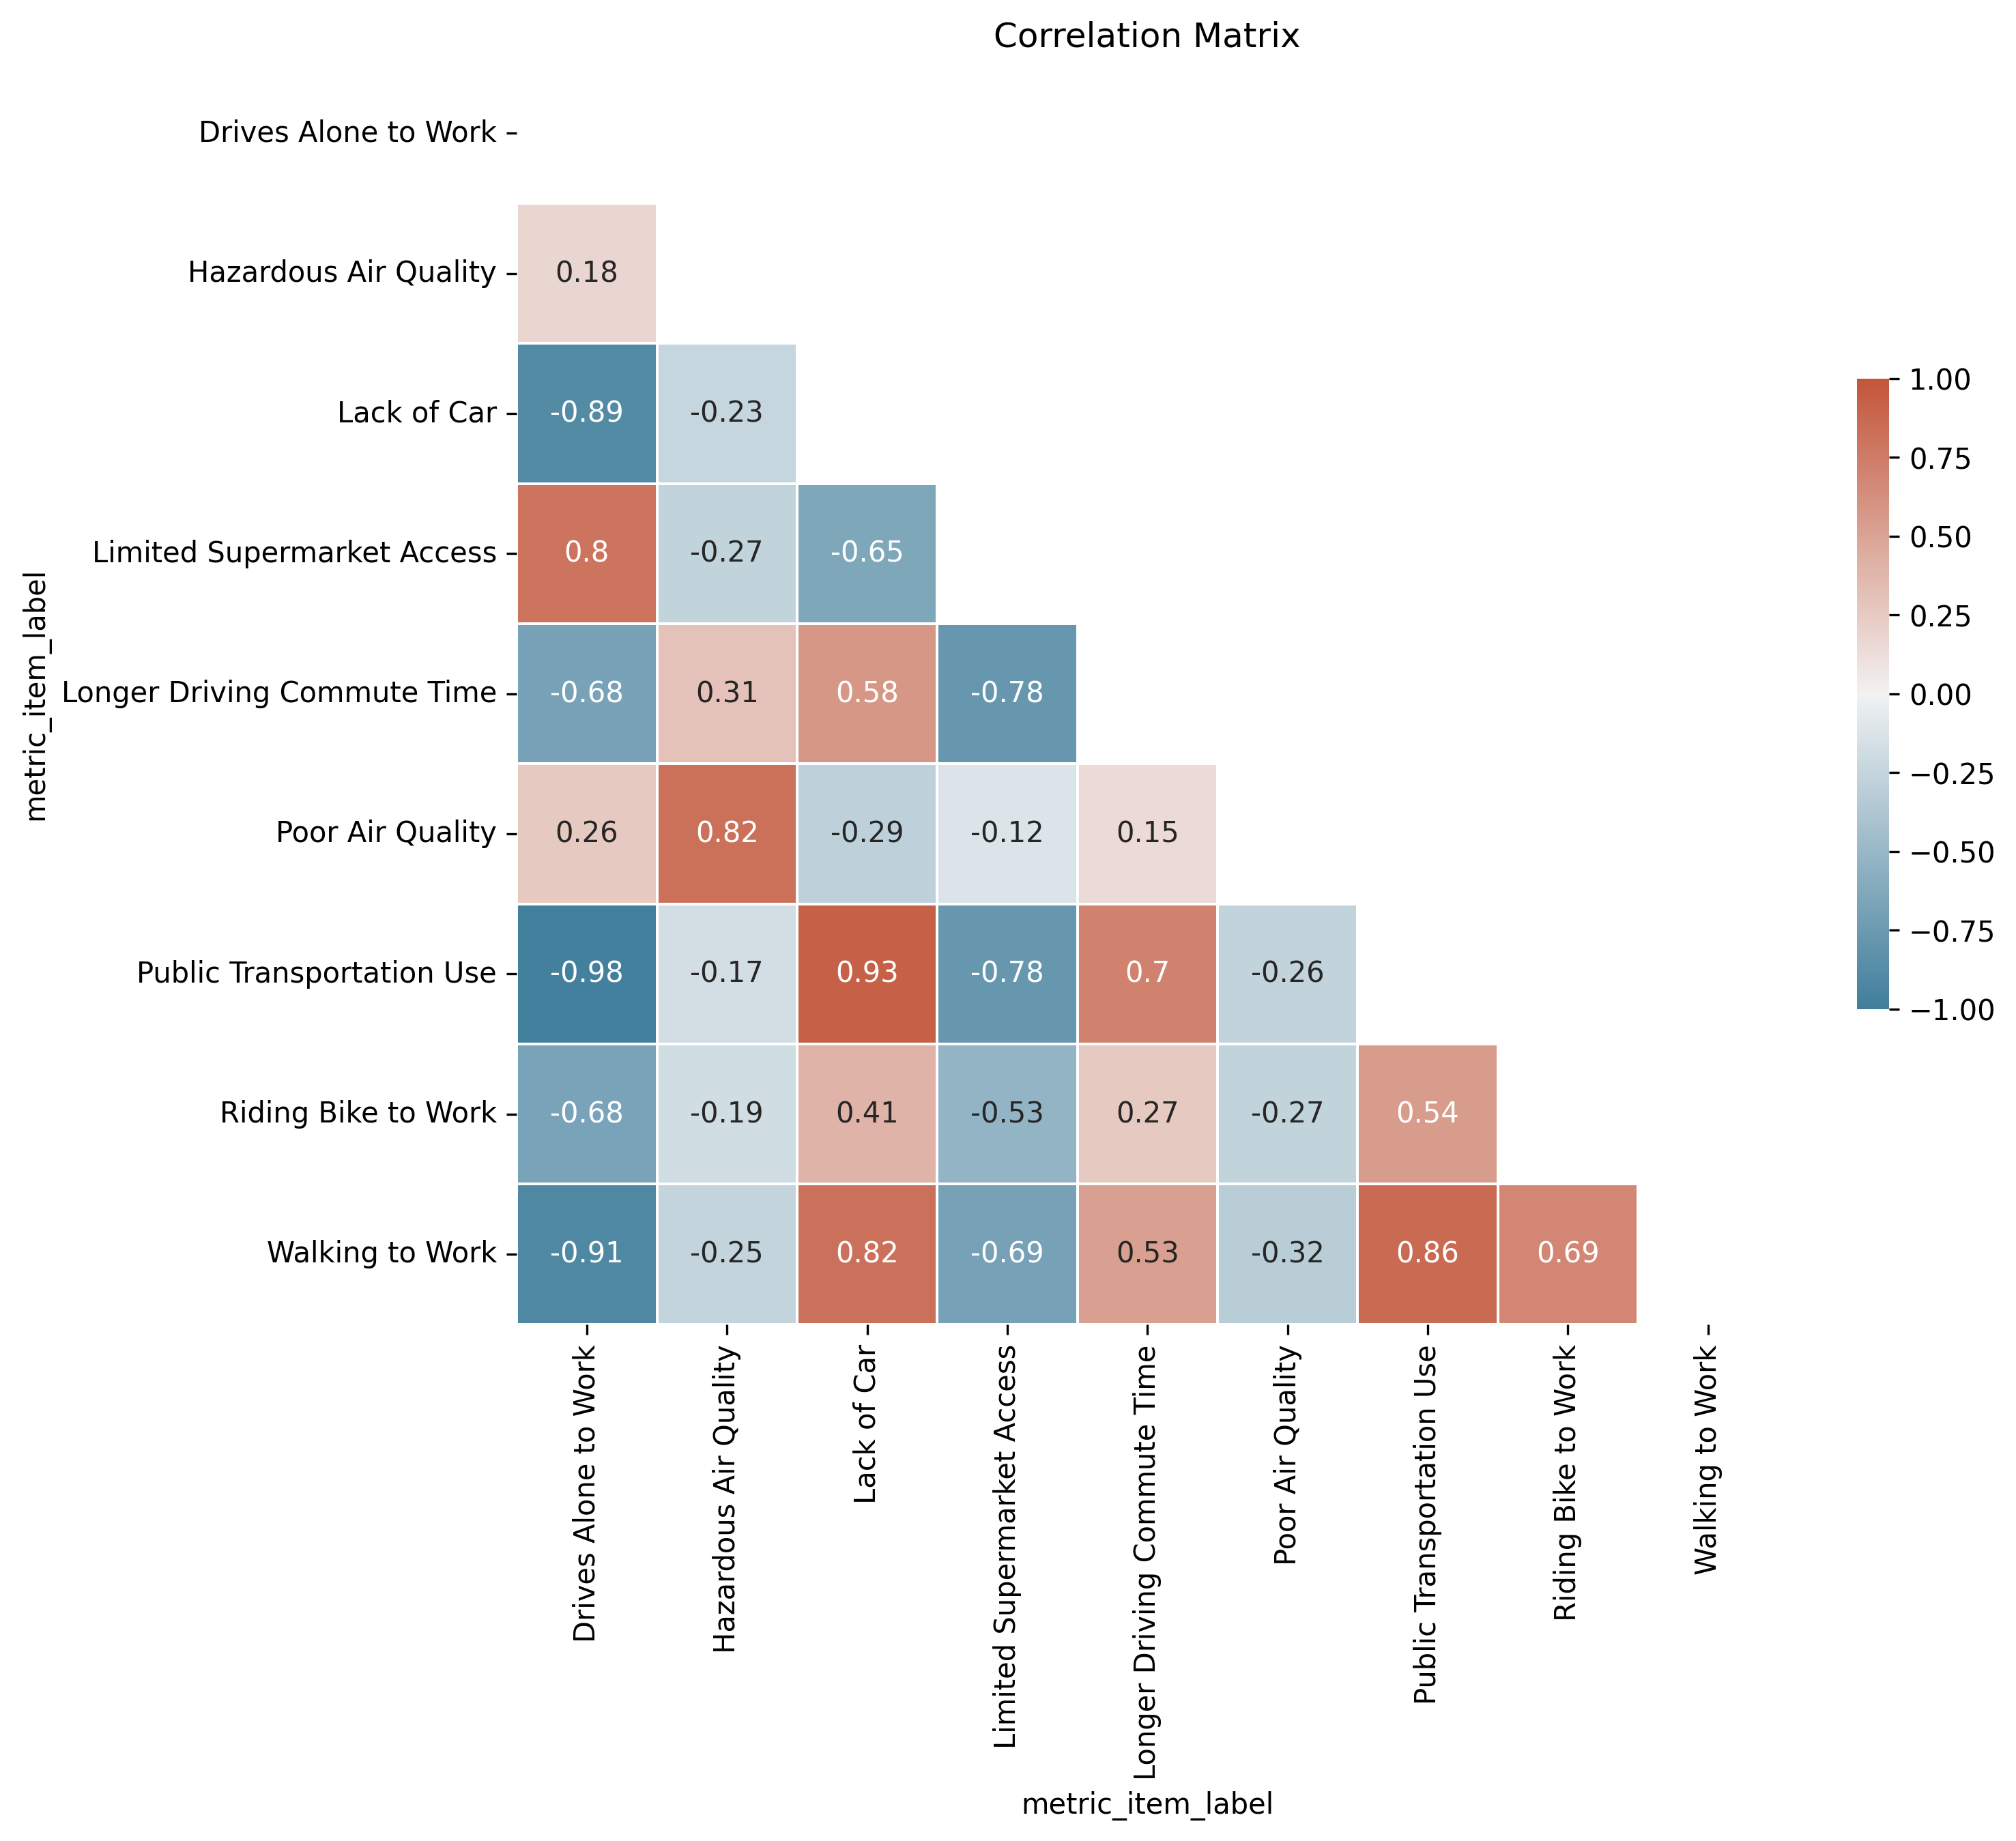 Correlation Matrix
Drives Alone to Work
Hazardous Air Quality 0.18
Lack of Car -0.89 -0.23
Limited Supermarket Access 0.8 -0.27 -0.65
Longer Driving Commute Time -0.68 0.31 0.58 -0.78
Poor Air Quality 0.26 0.82 -0.29 -0.12 0.15
Public Transportation Use -0.98 -0.17 0.93 -0.78 0.7 -0.26
Riding Bike to Work -0.68 -0.19 0.41 -0.53 0.27 -0.27 0.54
Walking to Work -0.91 -0.25 0.82 -0.69 0.53 -0.32 0.86 0.69
metric_item_label
Drives Alone to Work
Hazardous Air Quality
Lack of Car
Limited Supermarket Access
Longer Driving Commute Time
Poor Air Quality
Public Transportation Use
Riding Bike to Work
Walking to Work
metric_item_label
1.00
0.75
0.50
0.25
0.00
−0.25
−0.50
−0.75
−1.00